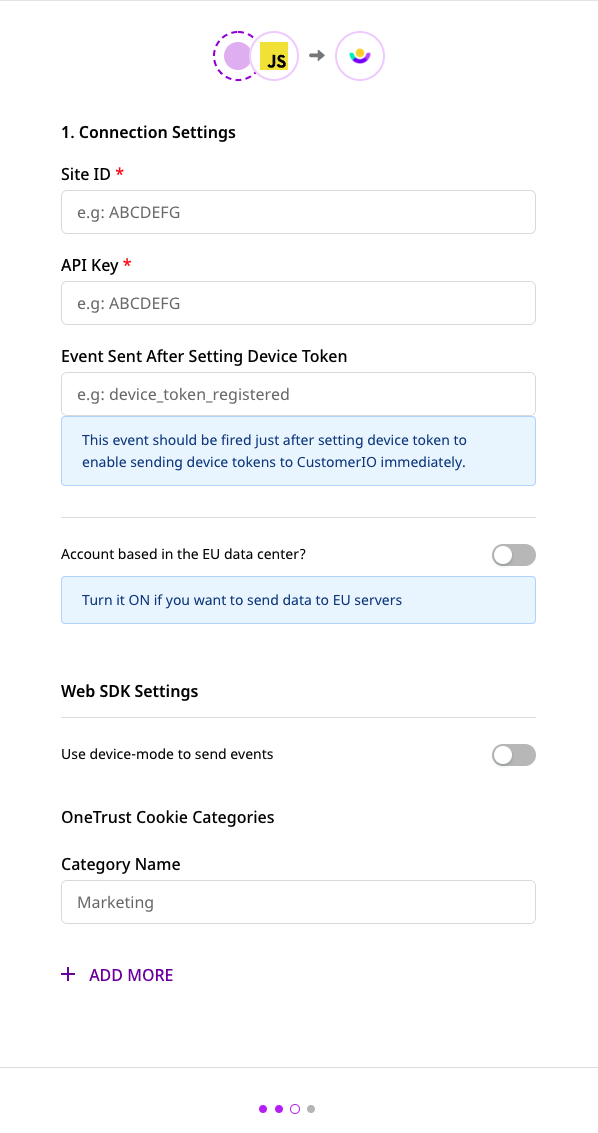 JS
1. Connection Settings
Site ID *
e.g: ABCDEFG
API Key *
e.g: ABCDEFG
Event Sent After Setting Device Token
e.g: device_token_registered
This event should be fired just after setting device token to
enable sending device tokens to CustomerIO immediately.
Account based in the EU data center?
Turn it ON if you want to send data to EU servers
Web SDK Settings
Use device-mode to send events
OneTrust Cookie Categories
Category Name
Marketing
+ ADD MORE